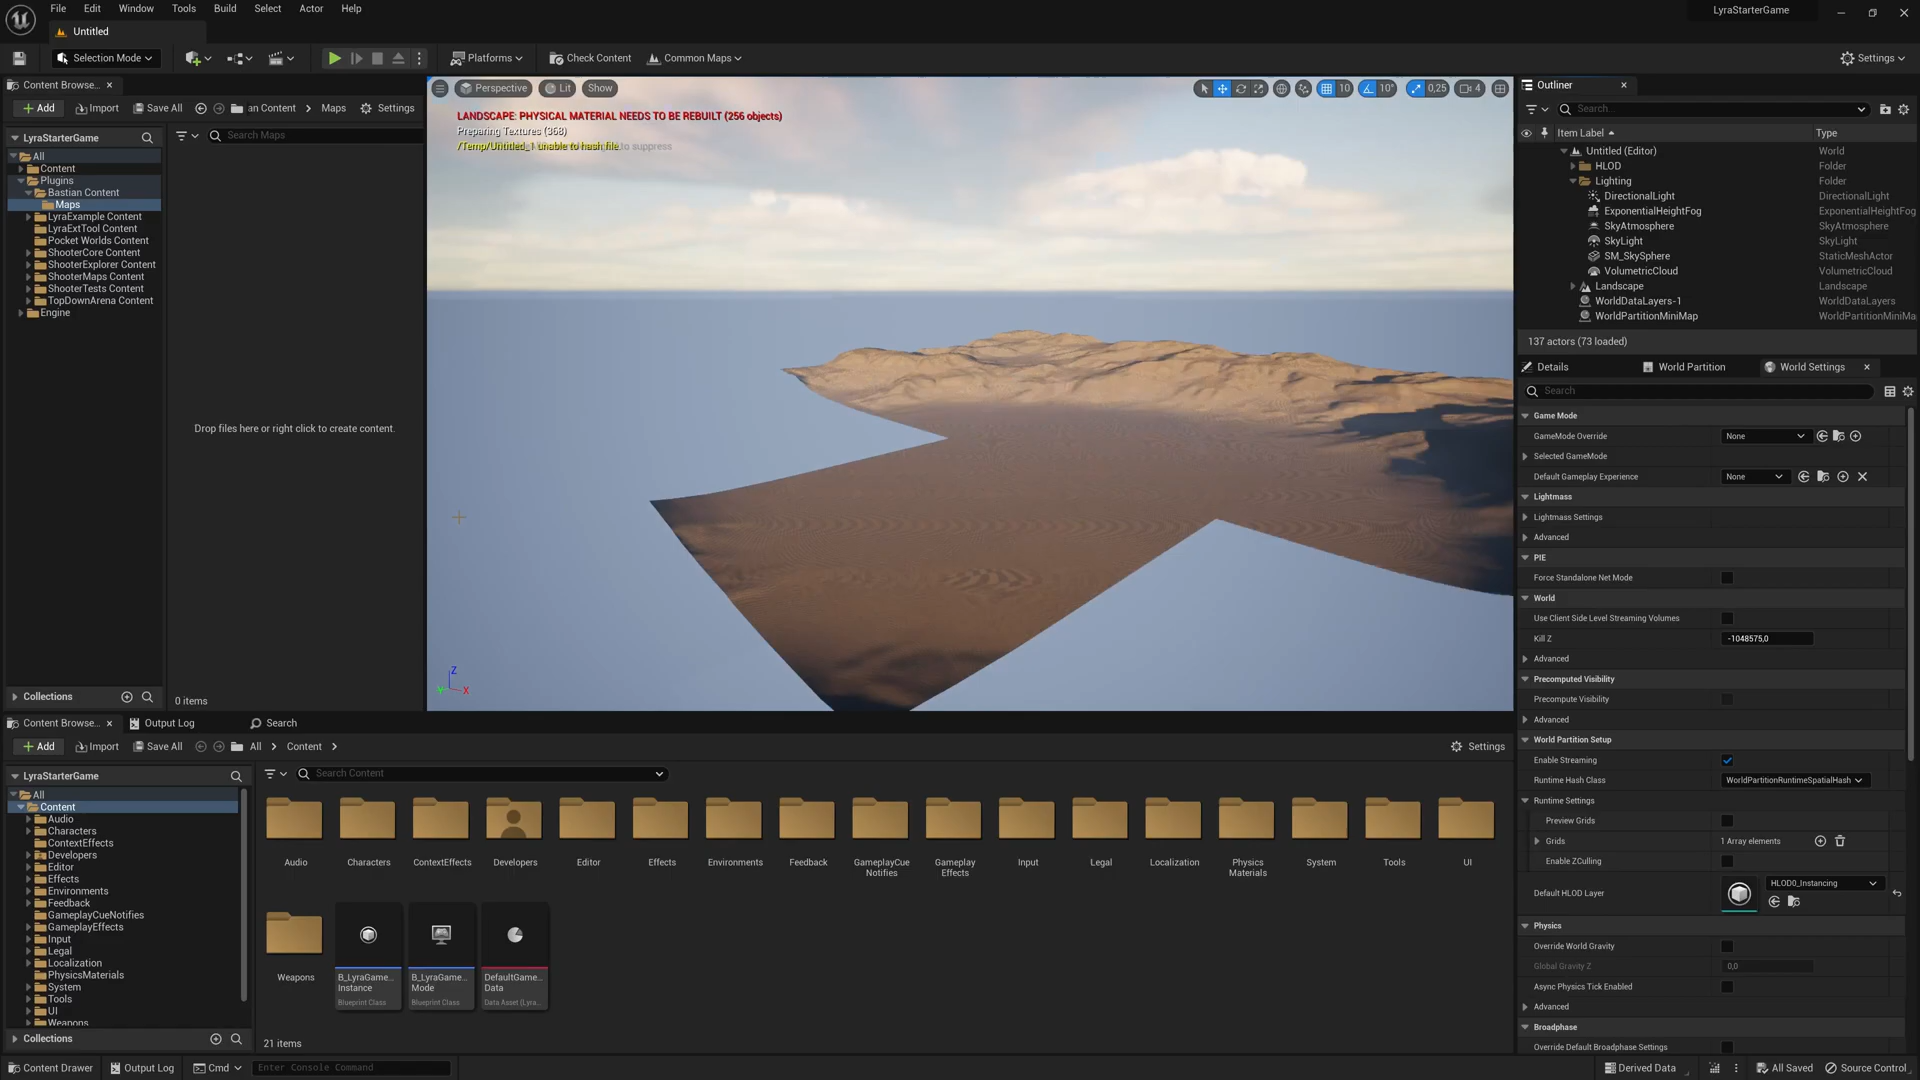 File Edit Window Tools Build Select Actor Help
LyraStarterGame
Untitled
Selection Mode
Platforms
Check Content
Common Maps
Settings
Content Browse...
Add Import Save All an Content Maps Settings
LyraStarterGame
Search Maps
All
Content
Plugins
Bastian Content
Maps
LyraExample Content
LyraExtTool Content
Pocket Worlds Content
ShooterCore Content
ShooterExplorer Content
ShooterMaps Content
ShooterTests Content
TopDownArena Content
Engine
Drop files here or right click to create content.
Collections
0 items
Perspective Lit Show
10 10° 0,25 4
LANDSCAPE: PHYSICAL MATERIAL NEEDS TO BE REBUILT (256 objects)
Preparing Textures (368)
/Temp/Untitled_1 unable to hash file. to suppress
Z
Y X
Outliner
Search...
Item Label Type
Untitled (Editor) World
HLOD Folder
Lighting Folder
DirectionalLight DirectionalLight
ExponentialHeightFog ExponentialHeightFog
SkyAtmosphere SkyAtmosphere
SkyLight SkyLight
SM_SkySphere StaticMeshActor
VolumetricCloud VolumetricCloud
Landscape Landscape
WorldDataLayers-1 WorldDataLayers
WorldPartitionMiniMap WorldPartitionMiniMa
137 actors (73 loaded)
Details World Partition World Settings
Search
Game Mode
GameMode Override None
Selected GameMode
Default Gameplay Experience None
Lightmass
Lightmass Settings
Advanced
PIE
Force Standalone Net Mode
World
Use Client Side Level Streaming Volumes
Kill Z -1048575,0
Advanced
Precomputed Visibility
Precompute Visibility
Advanced
World Partition Setup
Enable Streaming
Runtime Hash Class WorldPartitionRuntimeSpatialHash
Runtime Settings
Preview Grids
Grids 1 Array elements
Enable ZCulling
Default HLOD Layer HLOD0_Instancing
Physics
Override World Gravity
Global Gravity Z 0,0
Async Physics Tick Enabled
Advanced
Broadphase
Override Default Broadphase Settings
Content Browse... Output Log Search
Add Import Save All All Content Settings
LyraStarterGame
Search Content
All
Content
Audio
Characters
ContextEffects
Developers
Editor
Effects
Environments
Feedback
GameplayCueNotifies
GameplayEffects
Input
Legal
Localization
PhysicsMaterials
System
Tools
UI
Weapons
Collections
Audio Characters ContextEffects Developers Editor Effects Environments Feedback GameplayCue Gameplay Input Legal Localization Physics System Tools UI
Notifies Effects Materials
Weapons B_LyraGame... B_LyraGame... DefaultGame...
Instance Mode Data
Blueprint Class Blueprint Class Data Asset (Lyra...
21 items
Content Drawer Output Log Cmd Enter Console Command
Derived Data All Saved Source Control